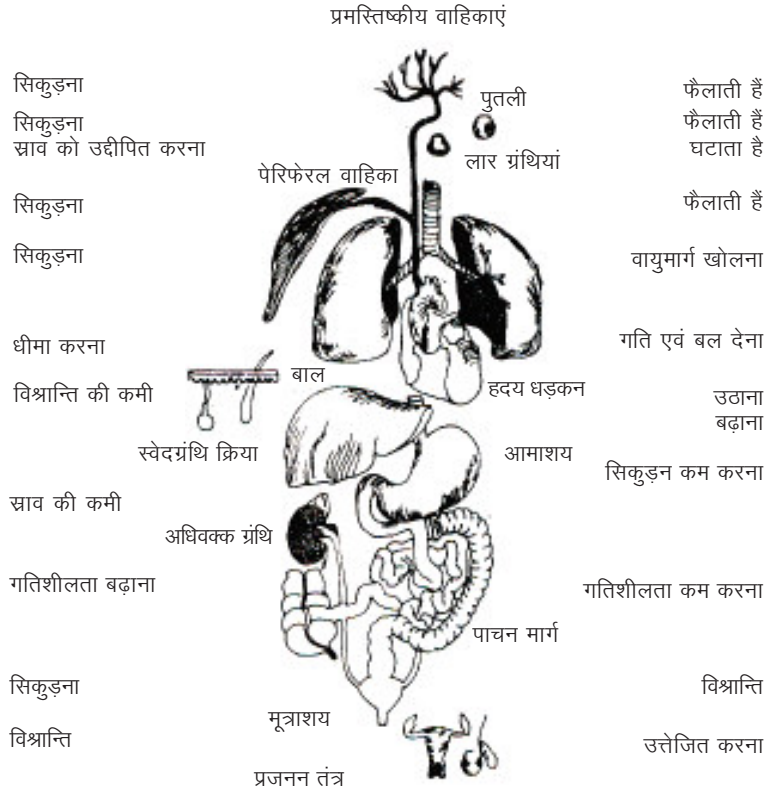 प्रमस्तिष्कीय वाहिकाएं
सिकुड़ना
पुतली
फैलाती हैं
सिकुड़ना
फैलाती हैं
स्राव को उद्दीपित करना
लार ग्रंथियां
घटाता है
पेरिफेरल वाहिका
सिकुड़ना
फैलाती हैं
सिकुड़ना
वायुमार्ग खोलना
धीमा करना
गति एवं बल देना
बाल
विश्रान्ति की कमी
हृदय धड़कन
उठाना
बढ़ाना
स्वेदग्रंथि क्रिया
आमाशय
सिकुड़न कम करना
स्राव की कमी
अधिवक्क ग्रंथि
गतिशीलता बढ़ाना
गतिशीलता कम करना
पाचन मार्ग
सिकुड़ना
विश्रान्ति
मूत्राशय
विश्रान्ति
उत्तेजित करना
प्रजनन तंत्र